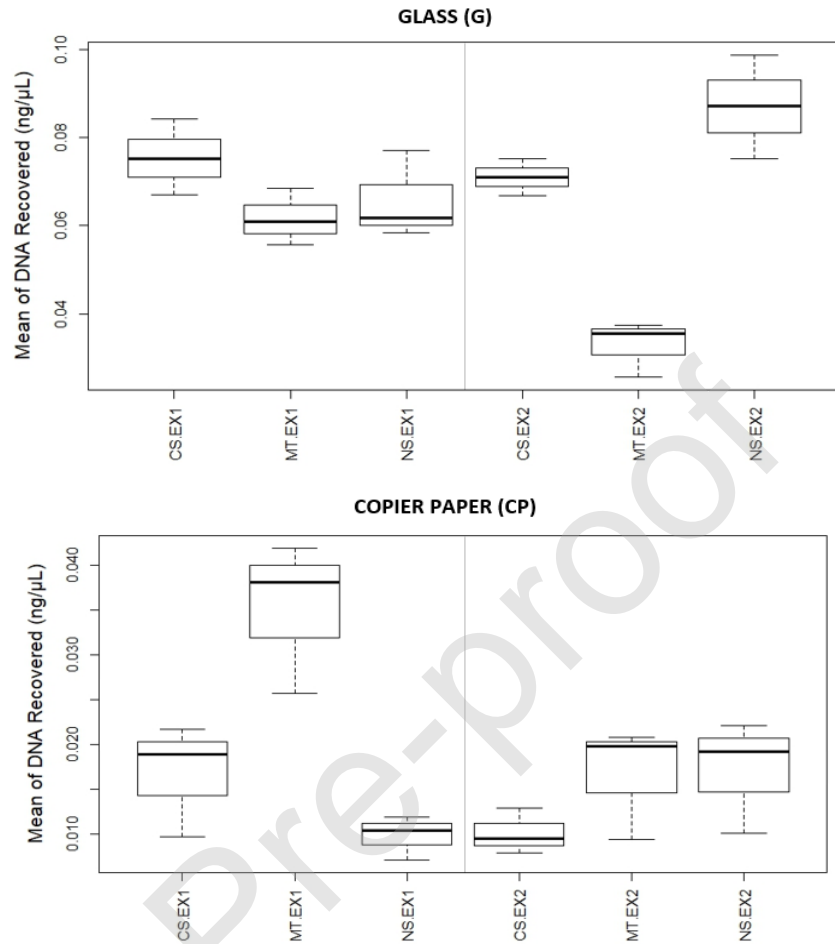 GLASS (G)
Mean of DNA Recovered (ng/µL)
0.10
0.08
0.06
0.04
CS.EX1
MT.EX1
NS.EX1
CS.EX2
MT.EX2
NS.EX2
COPIER PAPER (CP)
Mean of DNA Recovered (ng/µL)
0.040
0.030
0.020
0.010
CS.EX1
MT.EX1
NS.EX1
CS.EX2
MT.EX2
NS.EX2
Pre-proof